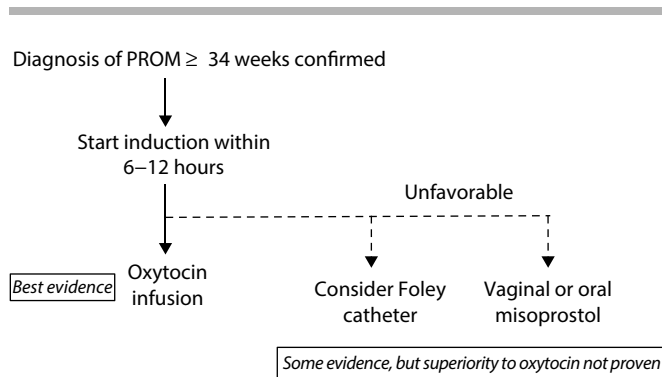 Diagnosis of PROM ≥ 34 weeks confirmed
Start induction within
6–12 hours
Unfavorable
Best evidence
Oxytocin
infusion
Consider Foley
catheter
Vaginal or oral
misoprostol
Some evidence, but superiority to oxytocin not proven